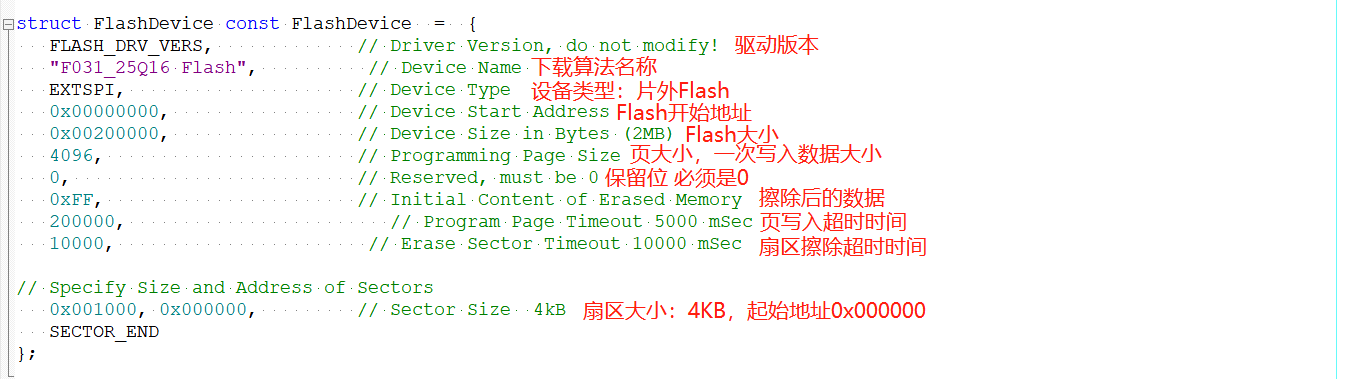 struct FlashDevice const FlashDevice = {
FLASH_DRV_VERS, // Driver Version, do not modify! 驱动版本
"F031_25Q16 Flash", // Device Name 下载算法名称
EXTSPI, // Device Type 设备类型：片外Flash
0x00000000, // Device Start Address Flash开始地址
0x00200000, // Device Size in Bytes (2MB) Flash大小
4096, // Programming Page Size 页大小，一次写入数据大小
0, // Reserved, must be 0 保留位 必须是0
0xFF, // Initial Content of Erased Memory 擦除后的数据
200000, // Program Page Timeout 5000 mSec 页写入超时时间
10000, // Erase Sector Timeout 10000 mSec 扇区擦除超时时间
// Specify Size and Address of Sectors
0x001000, 0x000000, // Sector Size 4kB 扇区大小：4KB，起始地址0x000000
SECTOR_END
};